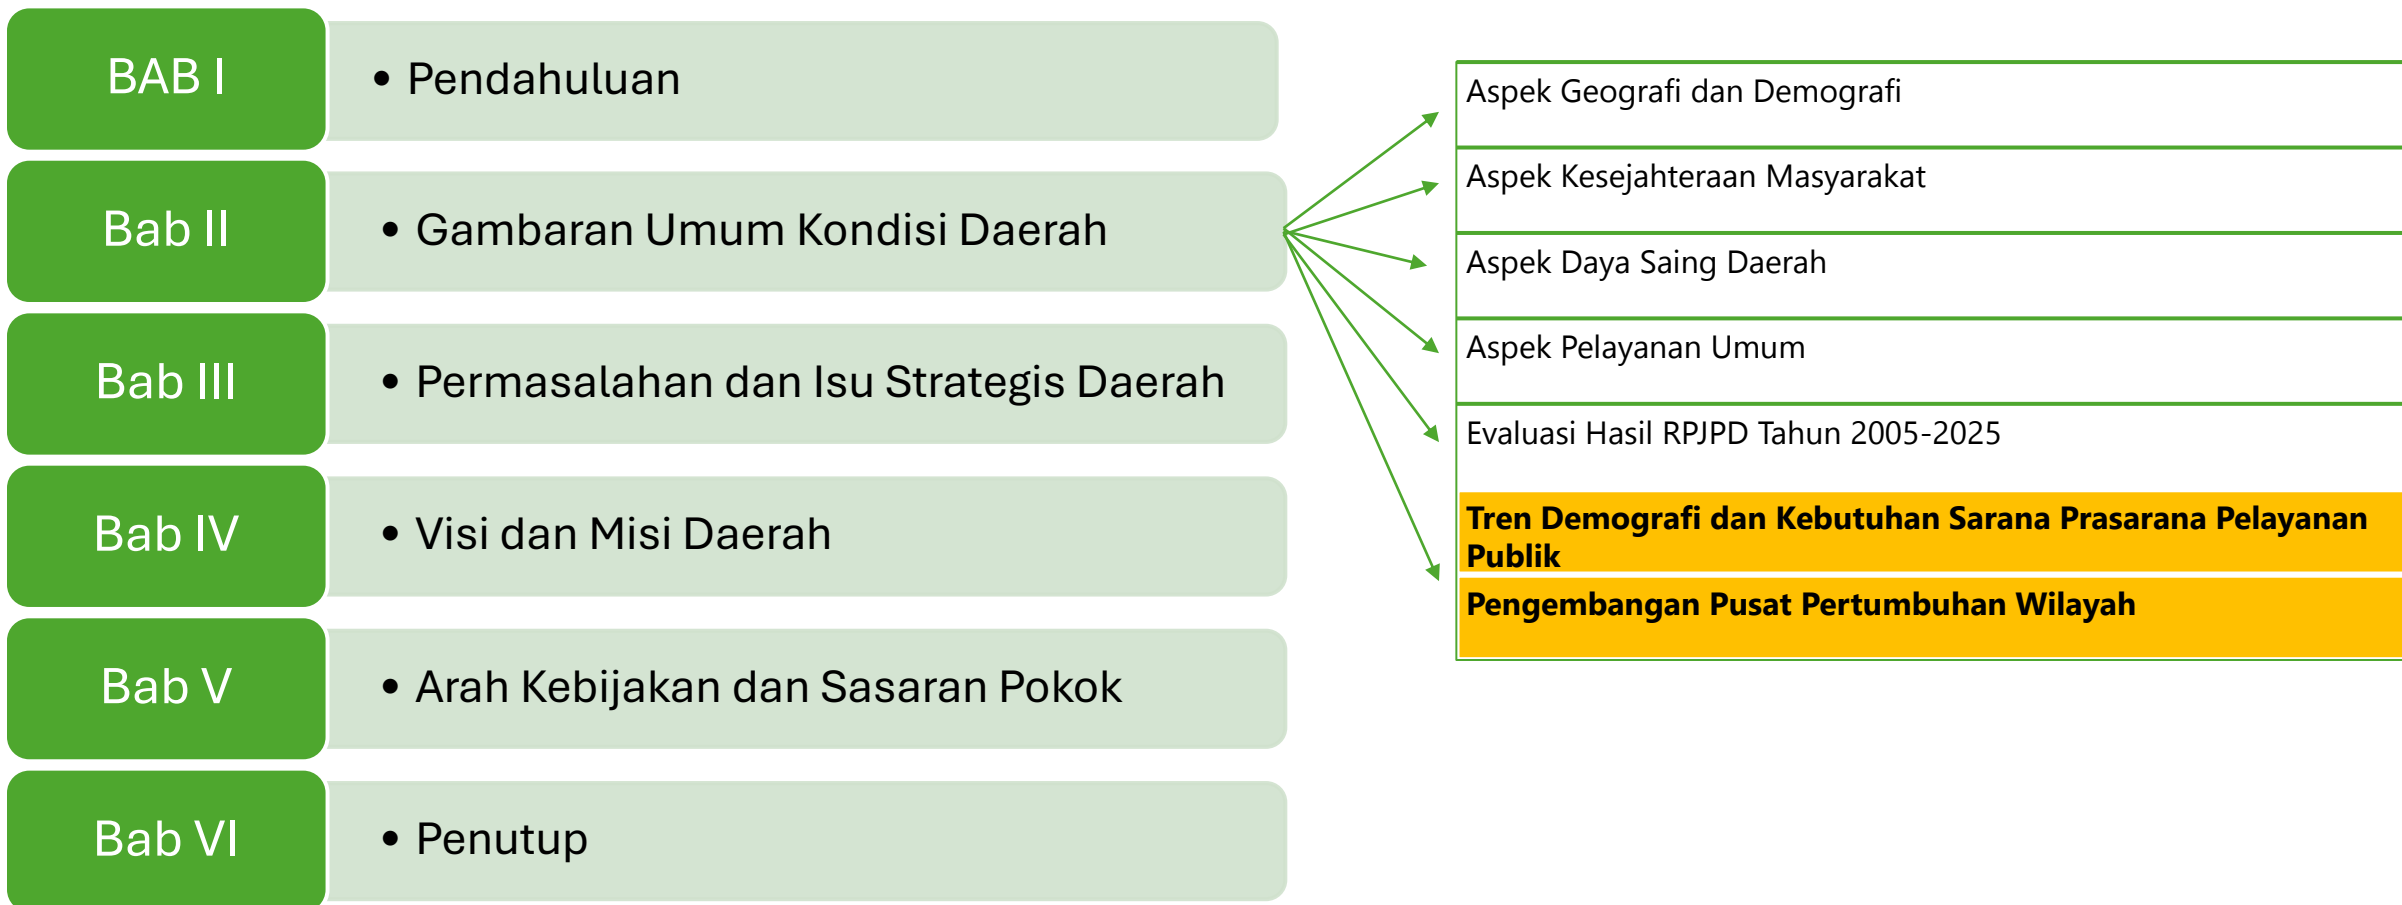 BAB I
• Pendahuluan
Bab II
• Gambaran Umum Kondisi Daerah
Bab III
• Permasalahan dan Isu Strategis Daerah
Bab IV
• Visi dan Misi Daerah
Bab V
• Arah Kebijakan dan Sasaran Pokok
Bab VI
• Penutup
Aspek Geografi dan Demografi
Aspek Kesejahteraan Masyarakat
Aspek Daya Saing Daerah
Aspek Pelayanan Umum
Evaluasi Hasil RPJPD Tahun 2005-2025
Tren Demografi dan Kebutuhan Sarana Prasarana Pelayanan
Publik
Pengembangan Pusat Pertumbuhan Wilayah